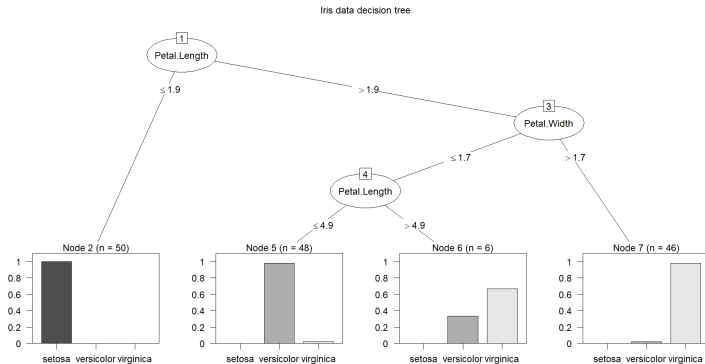 Iris data decision tree
1
Petal.Length
≤ 1.9
> 1.9
3
Petal.Width
≤ 1.7
> 1.7
4
Petal.Length
≤ 4.9
> 4.9
Node 2 (n = 50)
1
0.8
0.6
0.4
0.2
0
setosa versicolor virginica
Node 5 (n = 48)
1
0.8
0.6
0.4
0.2
0
setosa versicolor virginica
Node 6 (n = 6)
1
0.8
0.6
0.4
0.2
0
setosa versicolor virginica
Node 7 (n = 46)
1
0.8
0.6
0.4
0.2
0
setosa versicolor virginica